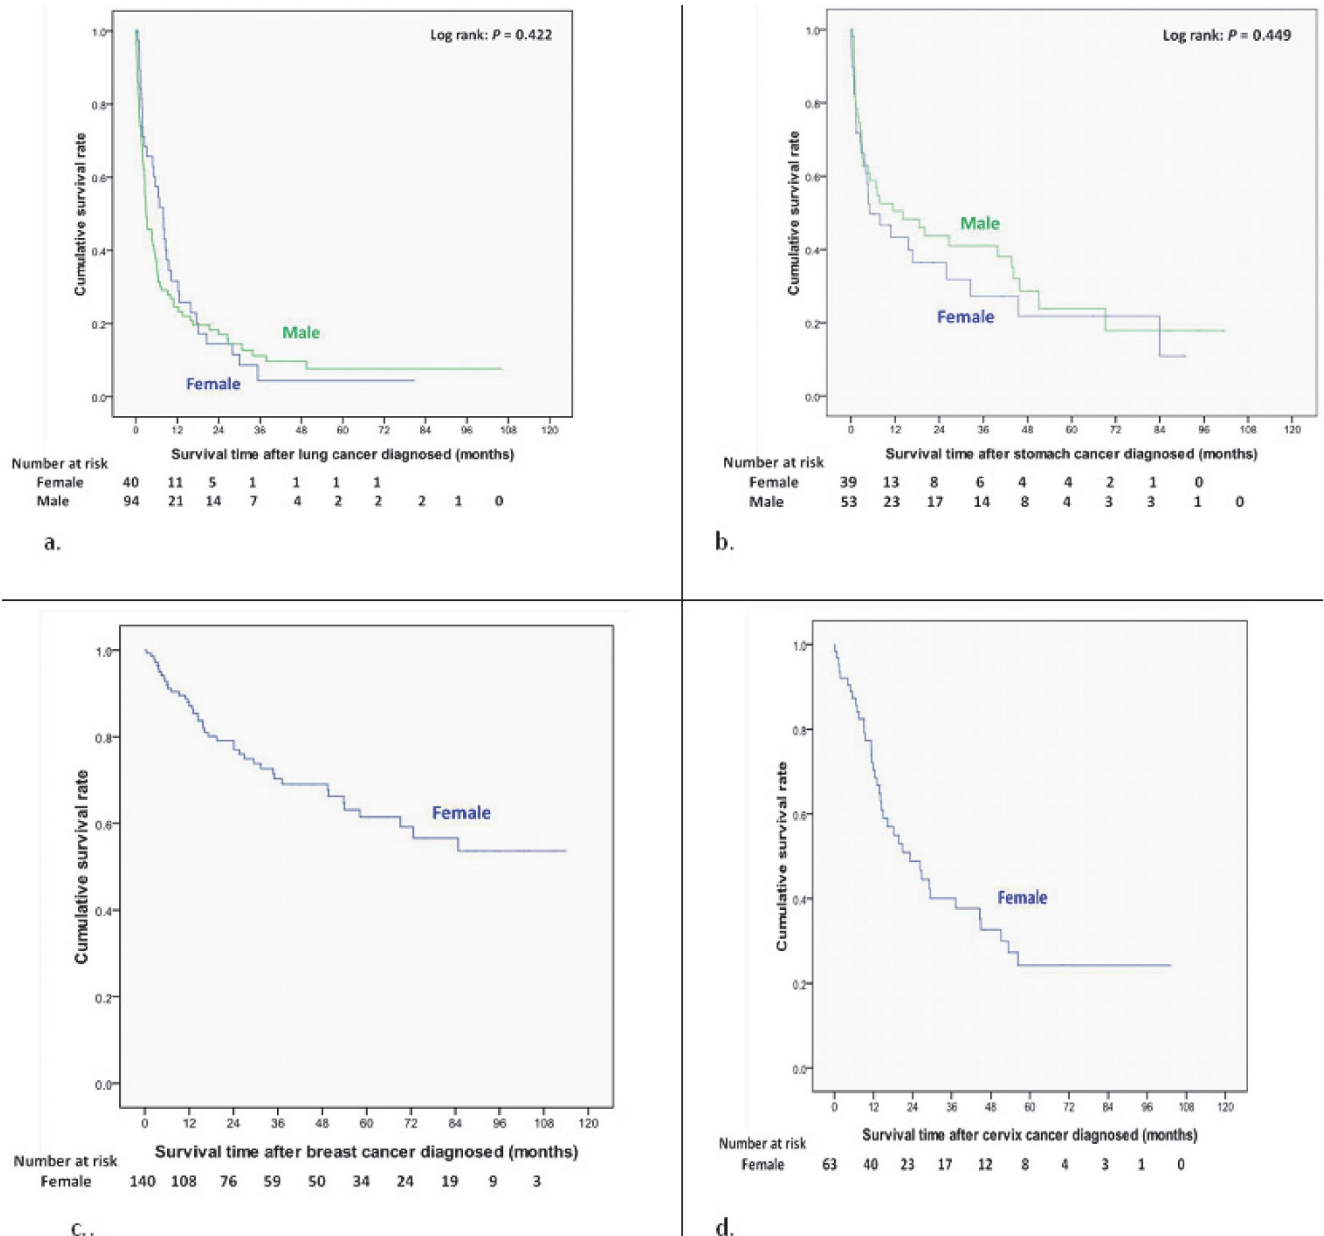 Log rank: P = 0.422
1.0
0.8
0.6
0.4
0.2
0.0
Cumulative survival rate
Male
Female
0 12 24 36 48 60 72 84 96 108 120
Survival time after lung cancer diagnosed (months)
Number at risk
Female 40 11 5 1 1 1 1
Male 94 21 14 7 4 2 2 2 1 0
a.
Log rank: P = 0.449
1.0
0.8
0.6
0.4
0.2
0.0
Cumulative survival rate
Male
Female
0 12 24 36 48 60 72 84 96 108 120
Survival time after stomach cancer diagnosed (months)
Number at risk
Female 39 13 8 6 4 4 2 1 0
Male 53 23 17 14 8 4 3 3 1 0
b.
1.0
0.8
0.6
0.4
0.2
0.0
Cumulative survival rate
Female
0 12 24 36 48 60 72 84 96 108 120
Survival time after breast cancer diagnosed (months)
Number at risk
Female 140 108 76 59 50 34 24 19 9 3
c..
1.0
0.8
0.6
0.4
0.2
0.0
Cumulative survival rate
Female
0 12 24 36 48 60 72 84 96 108 120
Survival time after cervix cancer diagnosed (months)
Number at risk
Female 63 40 23 17 12 8 4 3 1 0
d.